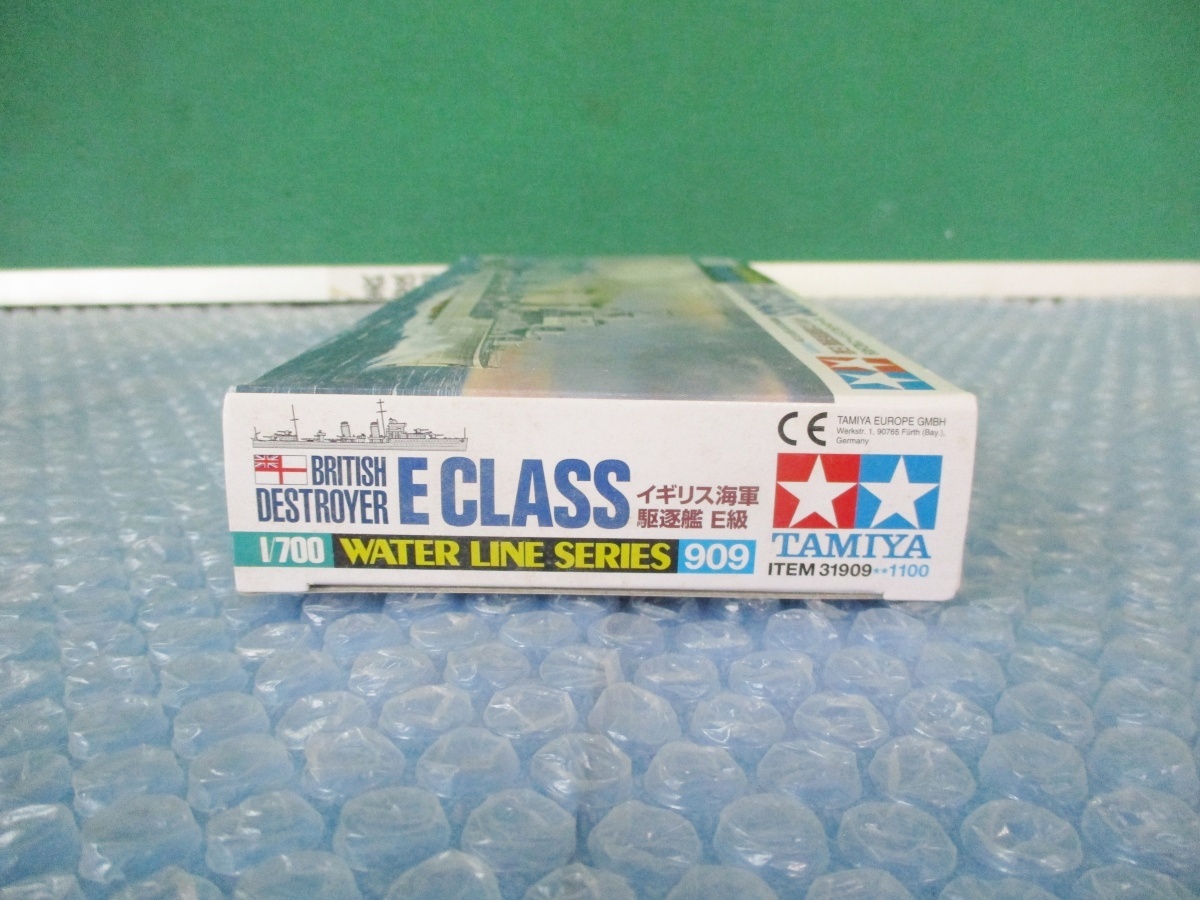 BRITISH
DESTROYER
E CLASS
イギリス海軍
駆逐艦 E級
1/700
WATER LINE SERIES
909
CE
TAMIYA EUROPE GMBH
Werkstr. 1, 90765 Fürth (Bay.),
Germany
TAMIYA
ITEM 31909**1100